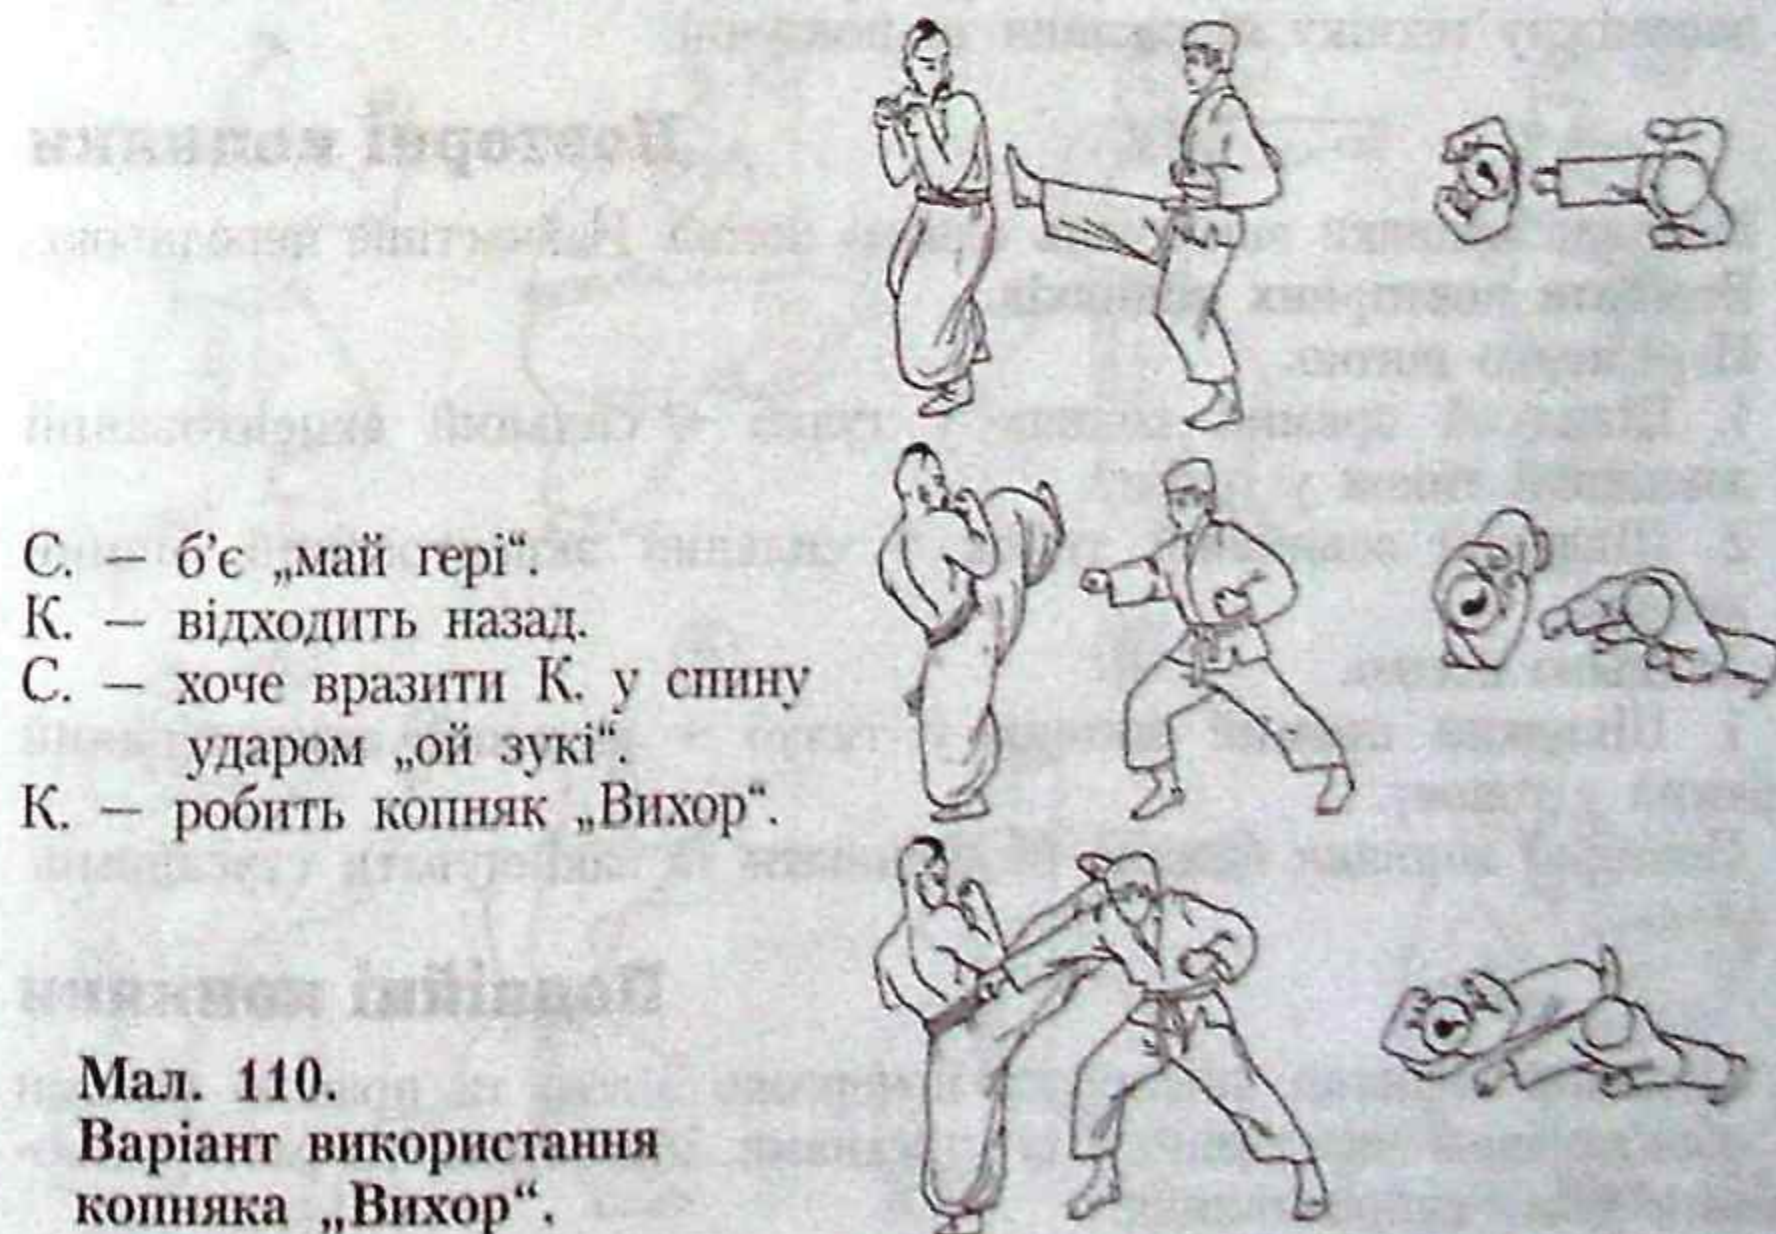 С. — б’є „май гері“.
К. — відходить назад.
С. — хоче вразити К. у спину
ударом „ой зукі“.
К. — робить копняк „Вихор“.
Мал. 110.
Варіант використання
копняка „Вихор“.